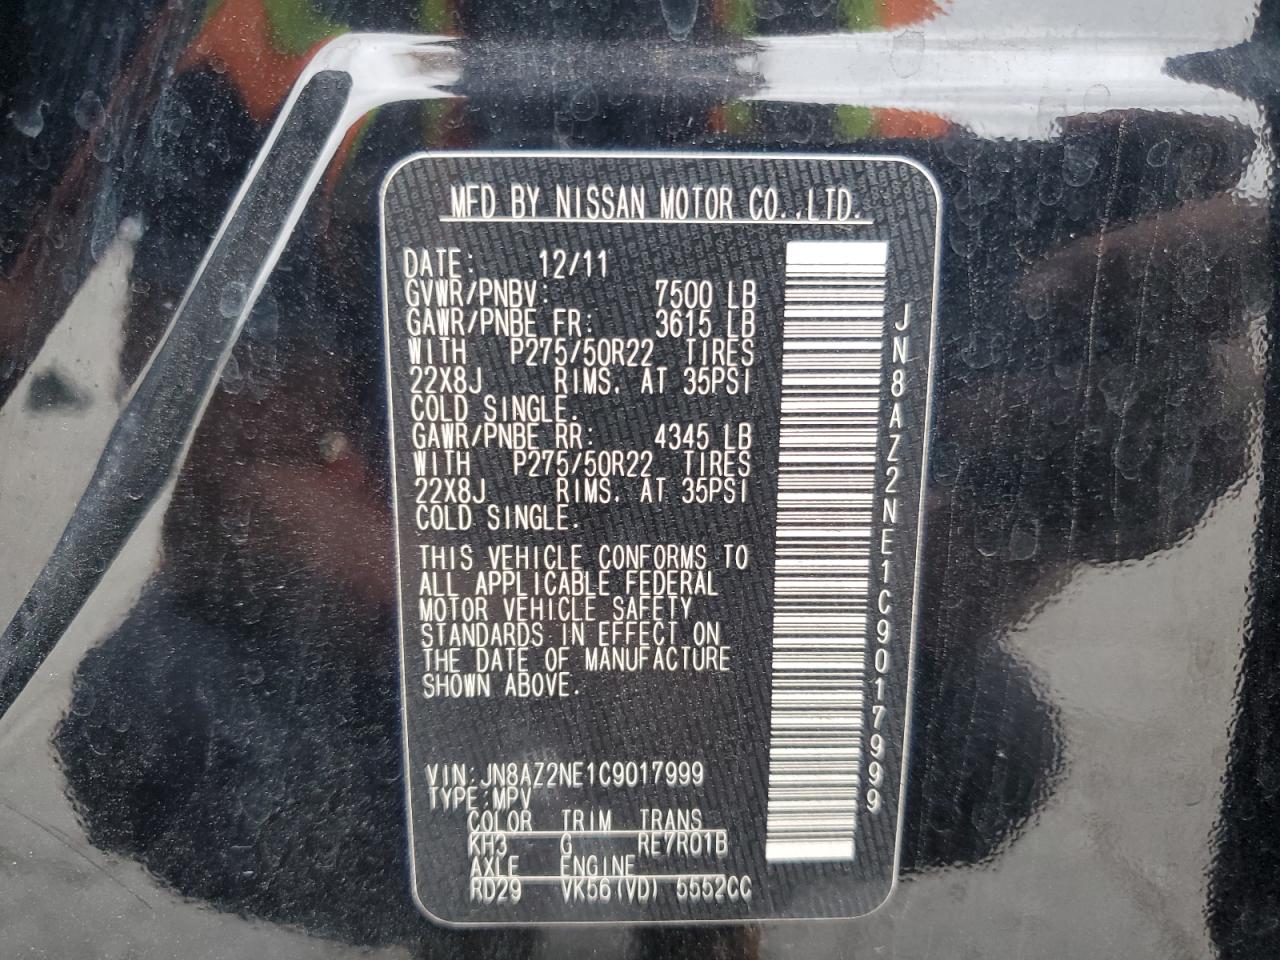 MFD BY NISSAN MOTOR CO.,LTD.
DATE: 12/11
GVWR/PNBV: 7500 LB
GAWR/PNBE FR: 3615 LB
WITH P275/50R22 TIRES
22X8J RIMS. AT 35PSI
COLD SINGLE.
GAWR/PNBE RR: 4345 LB
WITH P275/50R22 TIRES
22X8J RIMS. AT 35PSI
COLD SINGLE.
THIS VEHICLE CONFORMS TO
ALL APPLICABLE FEDERAL
MOTOR VEHICLE SAFETY
STANDARDS IN EFFECT ON
THE DATE OF MANUFACTURE
SHOWN ABOVE.
VIN:JN8AZ2NE1C9017999
TYPE:MPV
COLOR TRIM TRANS
KH3 G RE7R01B
AXLE ENGINE
RD29 VK56(VD) 5552CC
JN8AZ2NE1C9017999